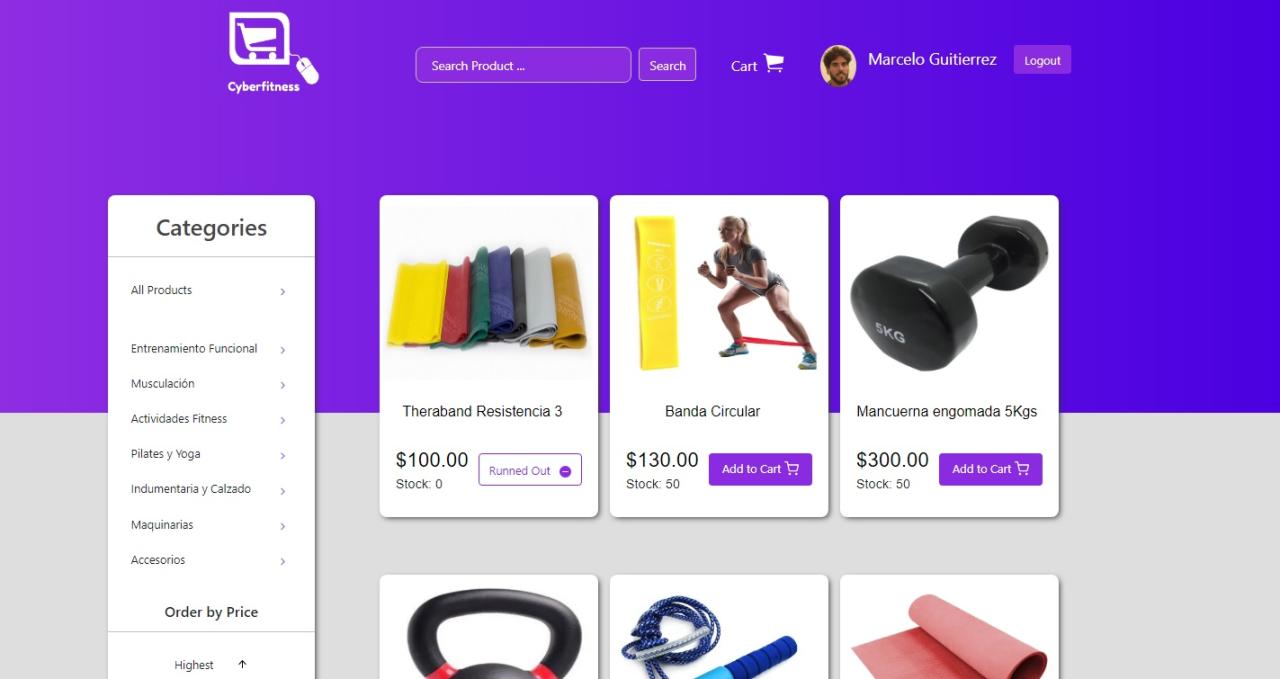 Cyberfitness
Search Product ...
Search
Cart
Marcelo Guitierrez
Logout
Categories
All Products
Entrenamiento Funcional
Musculación
Actividades Fitness
Pilates y Yoga
Indumentaria y Calzado
Maquinarias
Accesorios
Order by Price
Highest
Theraband Resistencia 3
$100.00
Runned Out
Stock: 0
Banda Circular
$130.00
Add to Cart
Stock: 50
5KG
Mancuerna engomada 5Kgs
$300.00
Add to Cart
Stock: 50